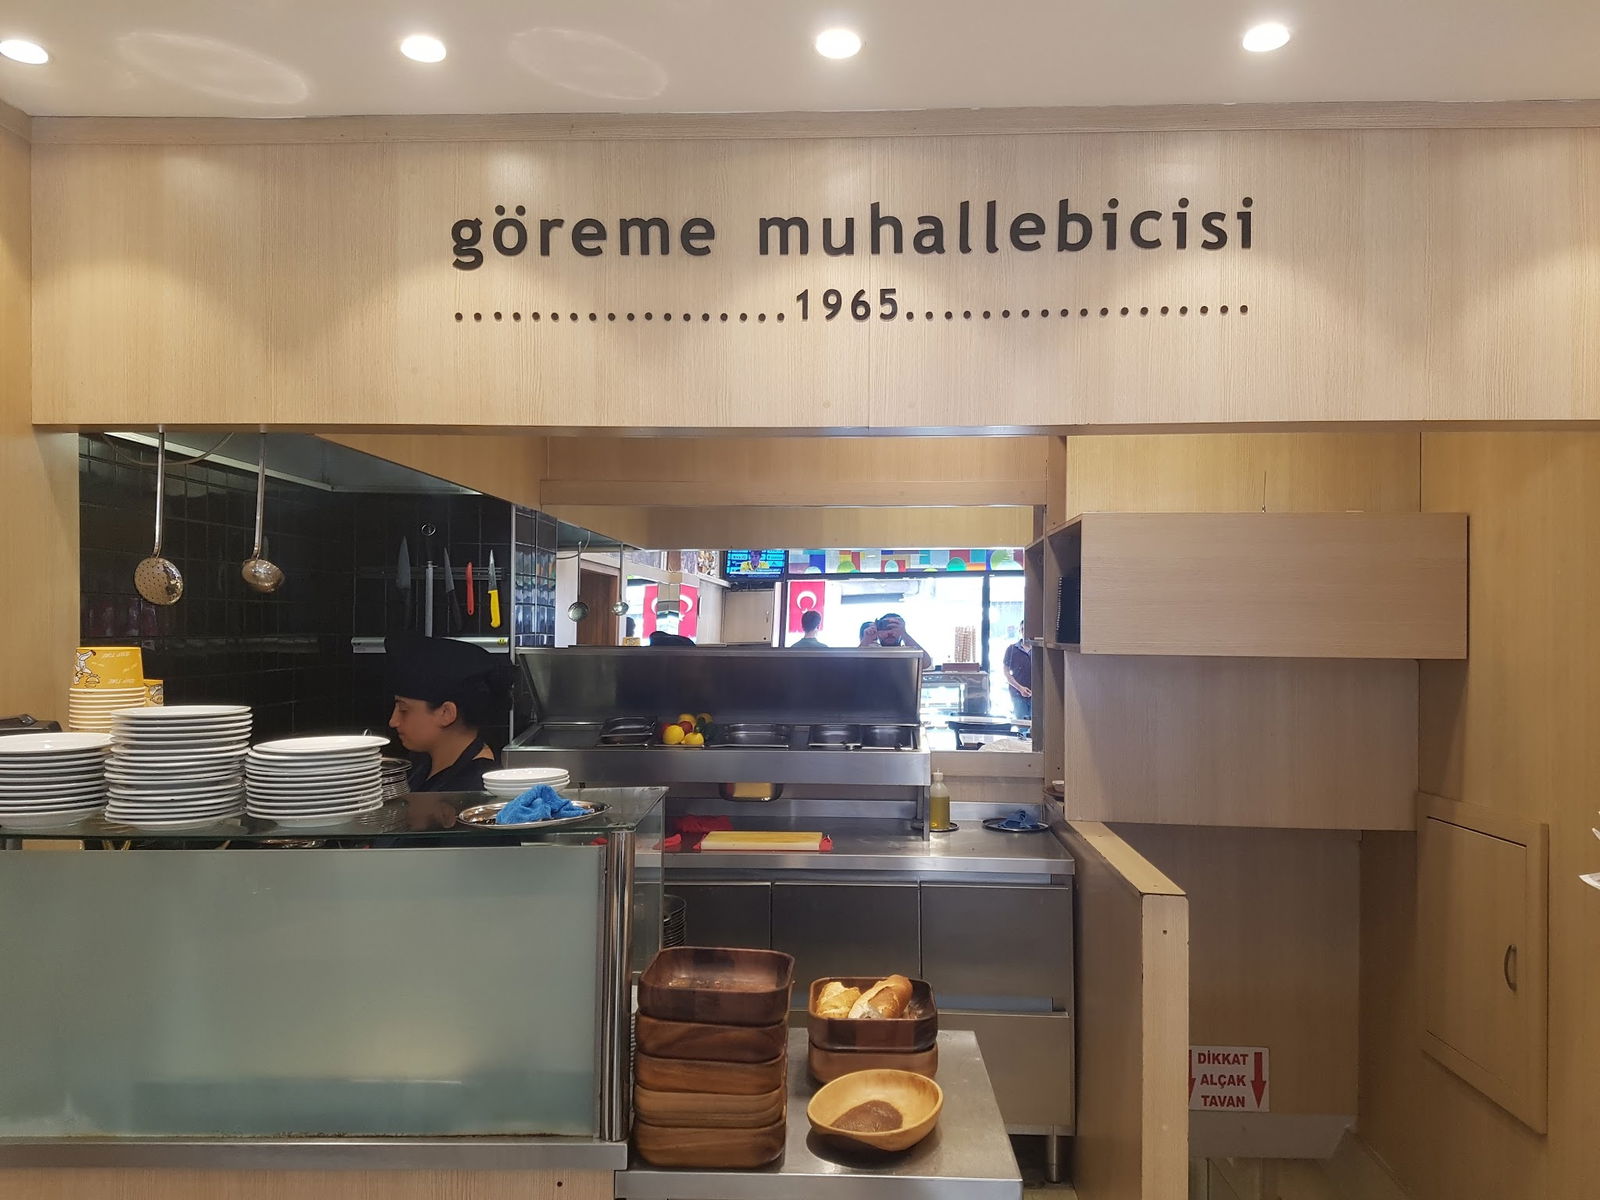 göreme muhallebicisi
..................1965..................
DİKKAT
ALÇAK
TAVAN